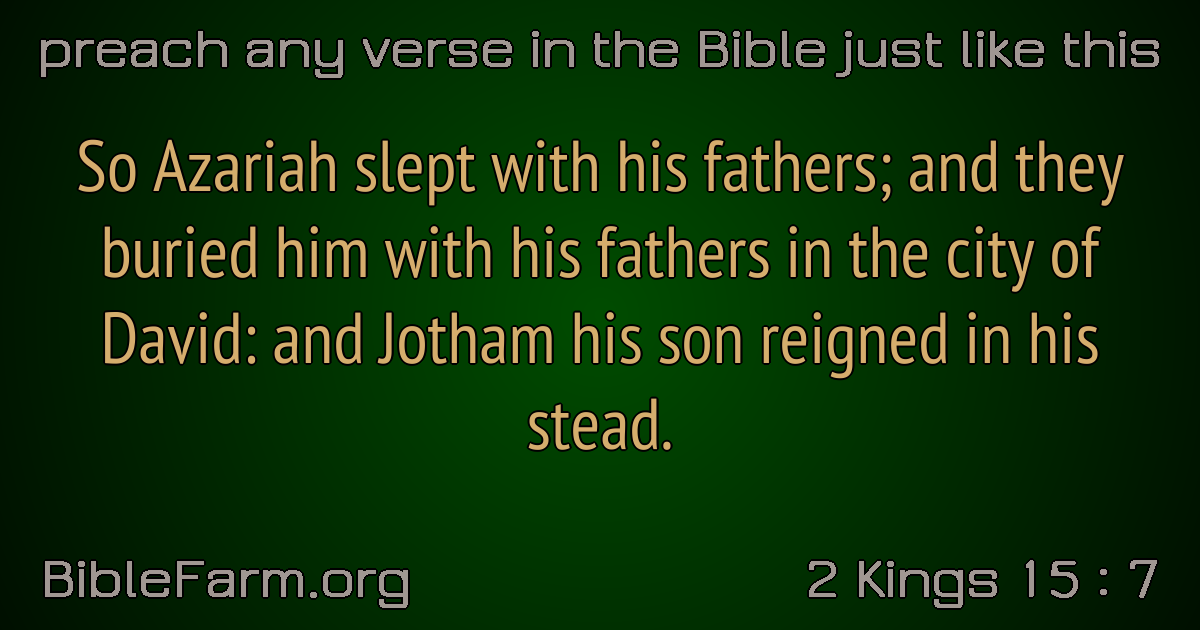 preach any verse in the Bible just like this
So Azariah slept with his fathers; and they
buried him with his fathers in the city of
David: and Jotham his son reigned in his
stead.
BibleFarm.org
2 Kings 15 : 7